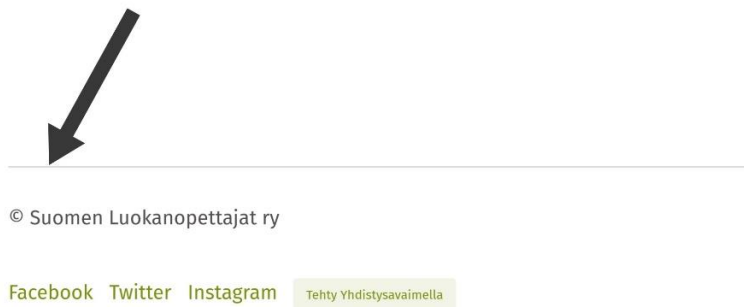 © Suomen Luokanopettajat ry
Facebook Twitter Instagram Tehty Yhdistysavaimella